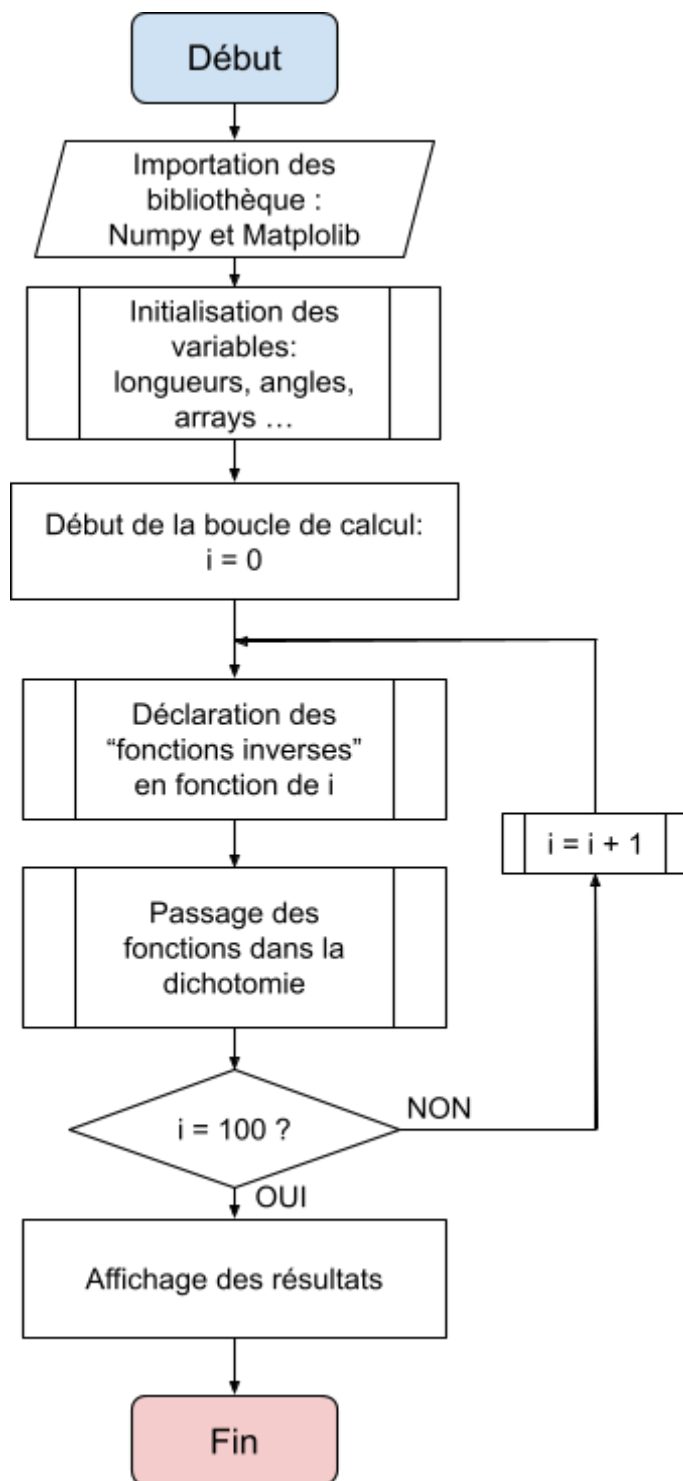 Début
Importation des
bibliothèque :
Numpy et Matplolib
Initialisation des
variables:
longueurs, angles,
arrays …
Début de la boucle de calcul:
i = 0
Déclaration des
“fonctions inverses”
en fonction de i
i = i + 1
Passage des
fonctions dans la
dichotomie
NON
i = 100 ?
OUI
Affichage des résultats
Fin